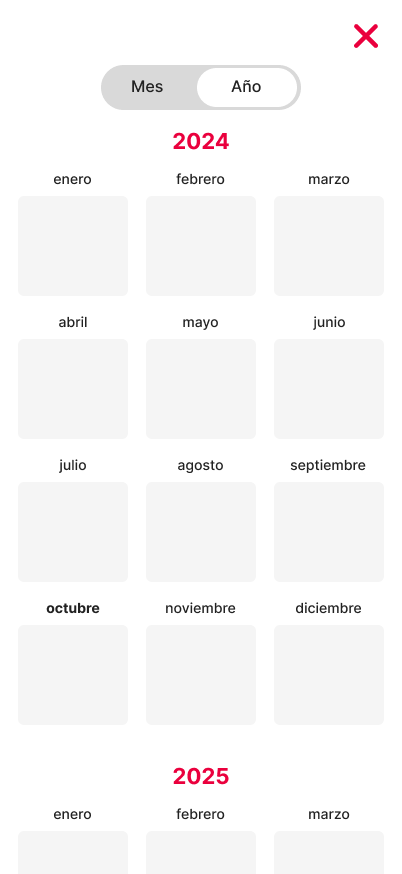 Mes Año
2024
enero febrero marzo
abril mayo junio
julio agosto septiembre
octubre noviembre diciembre
2025
enero febrero marzo